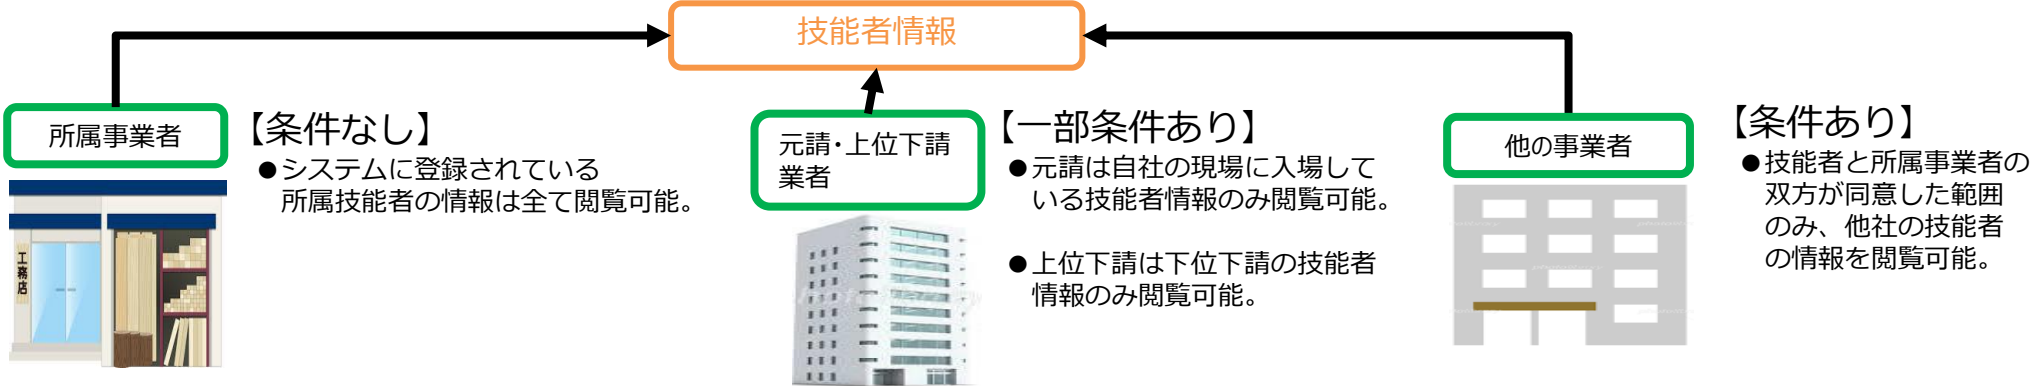 技能者情報
所属事業者
【条件なし】
●システムに登録されている
所属技能者の情報は全て閲覧可能。
工務店
元請・上位下請
業者
【一部条件あり】
●元請は自社の現場に入場して
いる技能者情報のみ閲覧可能。
●上位下請は下位下請の技能者
情報のみ閲覧可能。
他の事業者
【条件あり】
●技能者と所属事業者の
双方が同意した範囲
のみ、他社の技能者
の情報を閲覧可能。